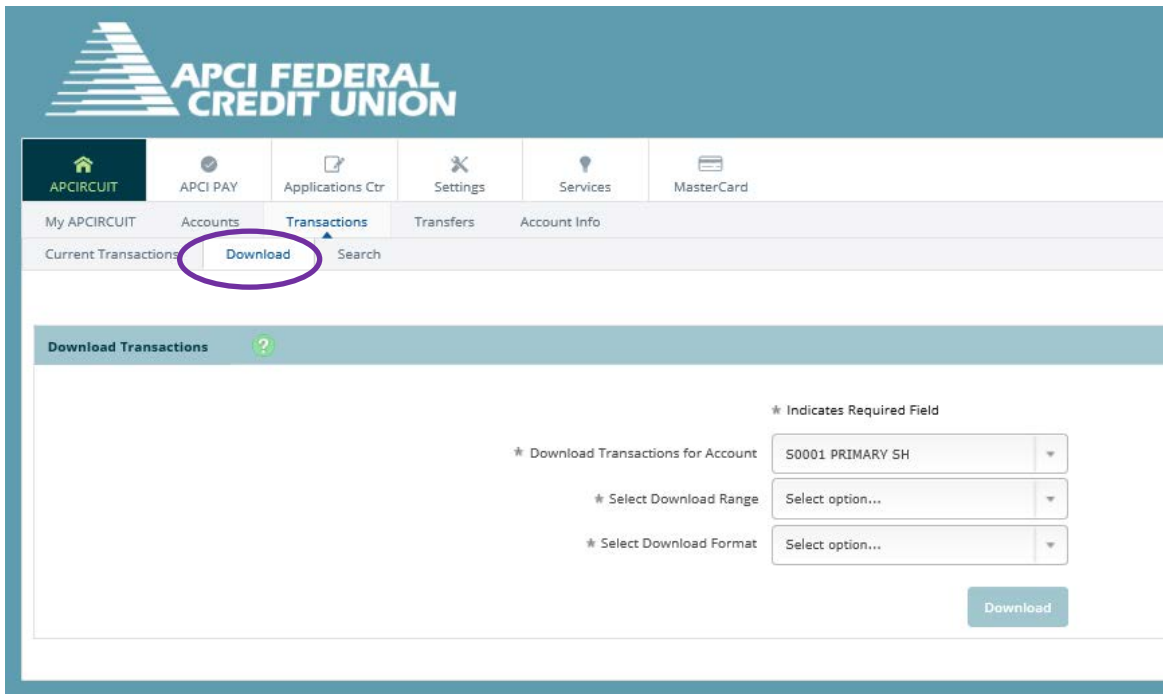 APCI FEDERAL
CREDIT UNION
APCIRCUIT APCI PAY Applications Ctr Settings Services MasterCard
My APCIRCUIT Accounts Transactions Transfers Account Info
Current Transactions Download Search
Download Transactions ?
* Indicates Required Field
* Download Transactions for Account S0001 PRIMARY SH
* Select Download Range Select option...
* Select Download Format Select option...
Download